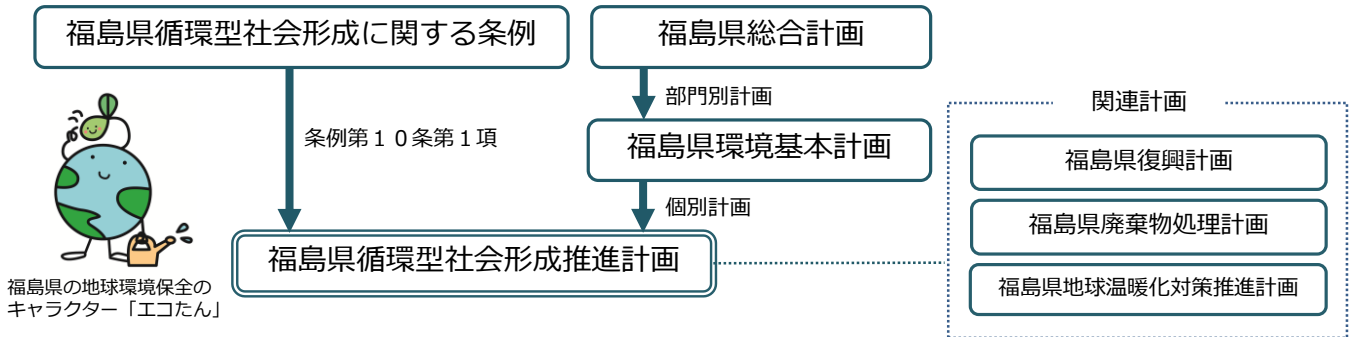 福島県循環型社会形成に関する条例
福島県総合計画
部門別計画
関連計画
条例第１０条第１項
福島県環境基本計画
福島県復興計画
個別計画
福島県廃棄物処理計画
福島県循環型社会形成推進計画
福島県地球温暖化対策推進計画
福島県の地球環境保全の
キャラクター「エコたん」